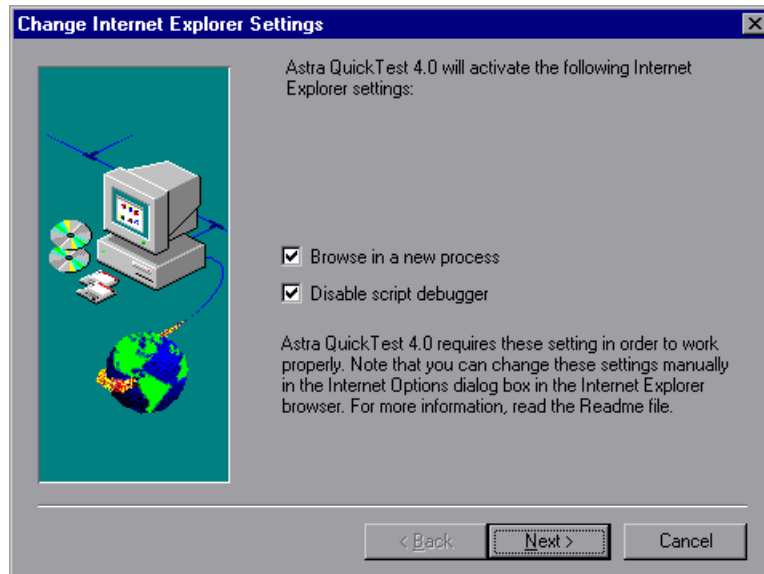 Change Internet Explorer Settings
Astra QuickTest 4.0 will activate the following Internet
Explorer settings:
Browse in a new process
Disable script debugger
Astra QuickTest 4.0 requires these setting in order to work
properly. Note that you can change these settings manually
in the Internet Options dialog box in the Internet Explorer
browser. For more information, read the Readme file.
< Back
Next >
Cancel